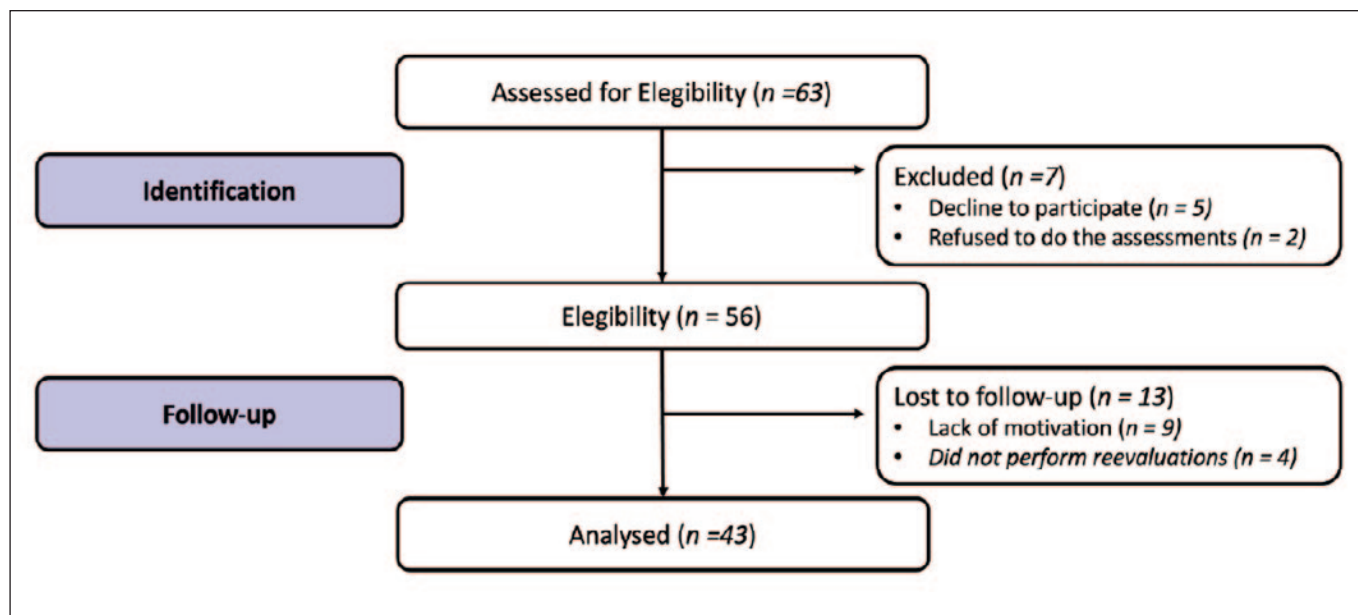 Assessed for Elegibility (n =63)
Identification
Excluded (n =7)
• Decline to participate (n = 5)
• Refused to do the assessments (n = 2)
Elegibility (n = 56)
Follow-up
Lost to follow-up (n = 13)
• Lack of motivation (n = 9)
• Did not perform reevaluations (n = 4)
Analysed (n =43)